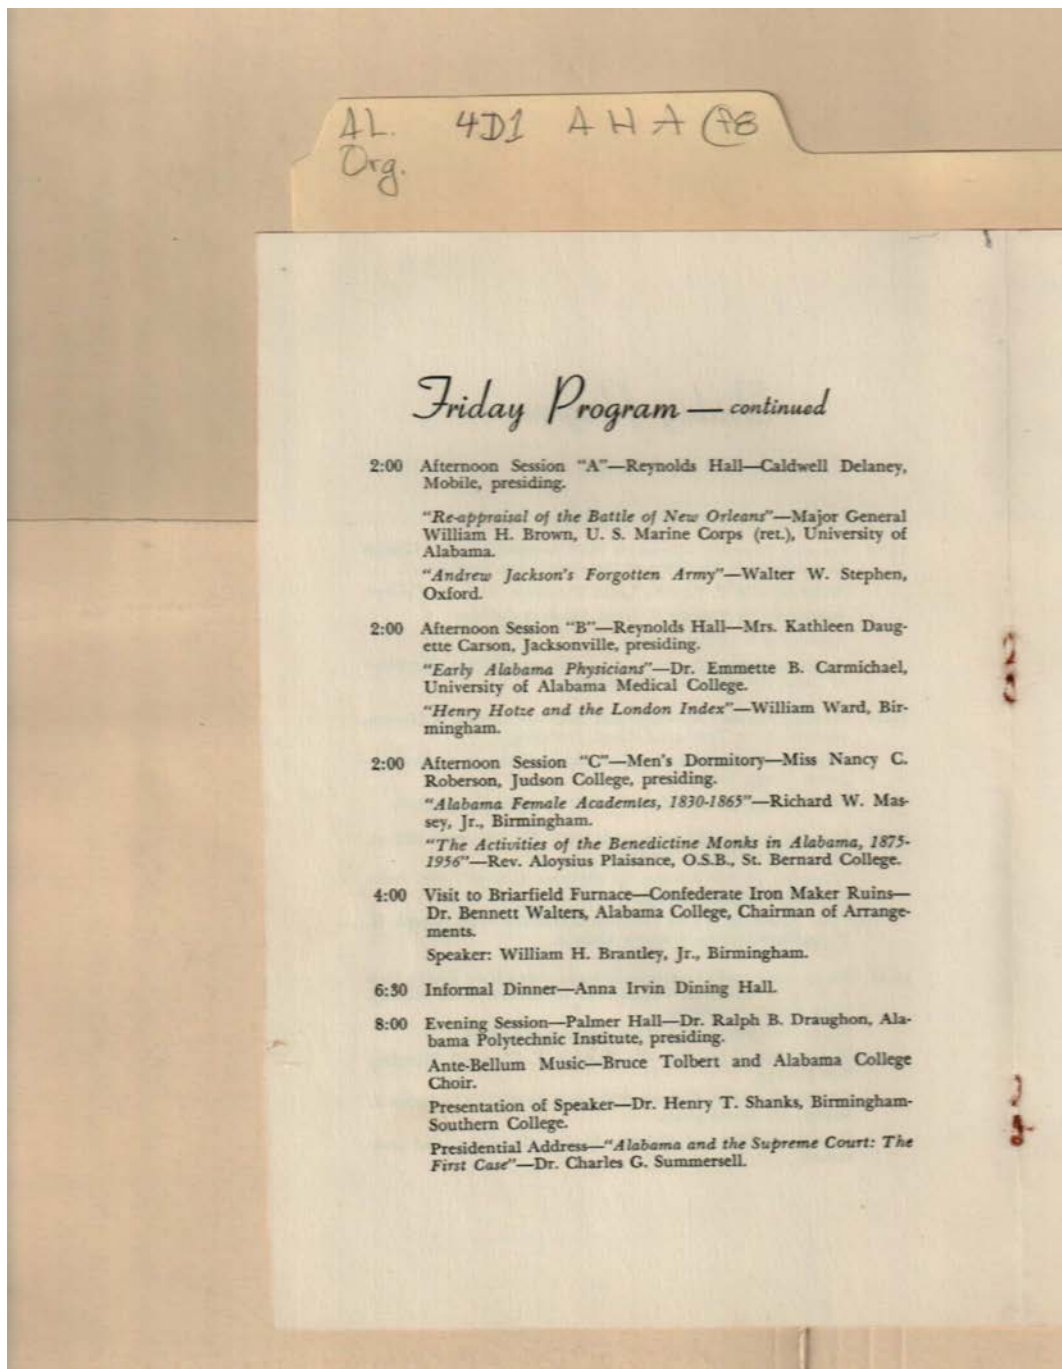 AL. 4D1 AHA
Org.
Friday Program — continued
2:00 Afternoon Session "A"—Reynolds Hall—Caldwell Delaney,
Mobile, presiding.
"Re-appraisal of the Battle of New Orleans"—Major General
William H. Brown, U. S. Marine Corps (ret.), University of
Alabama.
"Andrew Jackson's Forgotten Army"—Walter W. Stephen,
Oxford.
2:00 Afternoon Session "B"—Reynolds Hall—Mrs. Kathleen Daug-
ette Carson, Jacksonville, presiding.
"Early Alabama Physicians"—Dr. Emmette B. Carmichael,
University of Alabama Medical College.
"Henry Hotze and the London Index"—William Ward, Bir-
mingham.
2:00 Afternoon Session "C"—Men's Dormitory—Miss Nancy C.
Roberson, Judson College, presiding.
"Alabama Female Academies, 1830-1865"—Richard W. Mas-
sey, Jr., Birmingham.
"The Activities of the Benedictine Monks in Alabama, 1875-
1956"—Rev. Aloysius Plaisance, O.S.B., St. Bernard College.
4:00 Visit to Briarfield Furnace—Confederate Iron Maker Ruins—
Dr. Bennett Walters, Alabama College, Chairman of Arrange-
ments.
Speaker: William H. Brantley, Jr., Birmingham.
6:30 Informal Dinner—Anna Irvin Dining Hall.
8:00 Evening Session—Palmer Hall—Dr. Ralph B. Draughon, Ala-
bama Polytechnic Institute, presiding.
Ante-Bellum Music—Bruce Tolbert and Alabama College
Choir.
Presentation of Speaker—Dr. Henry T. Shanks, Birmingham-
Southern College.
Presidential Address—"Alabama and the Supreme Court: The
First Case"—Dr. Charles G. Summersell.